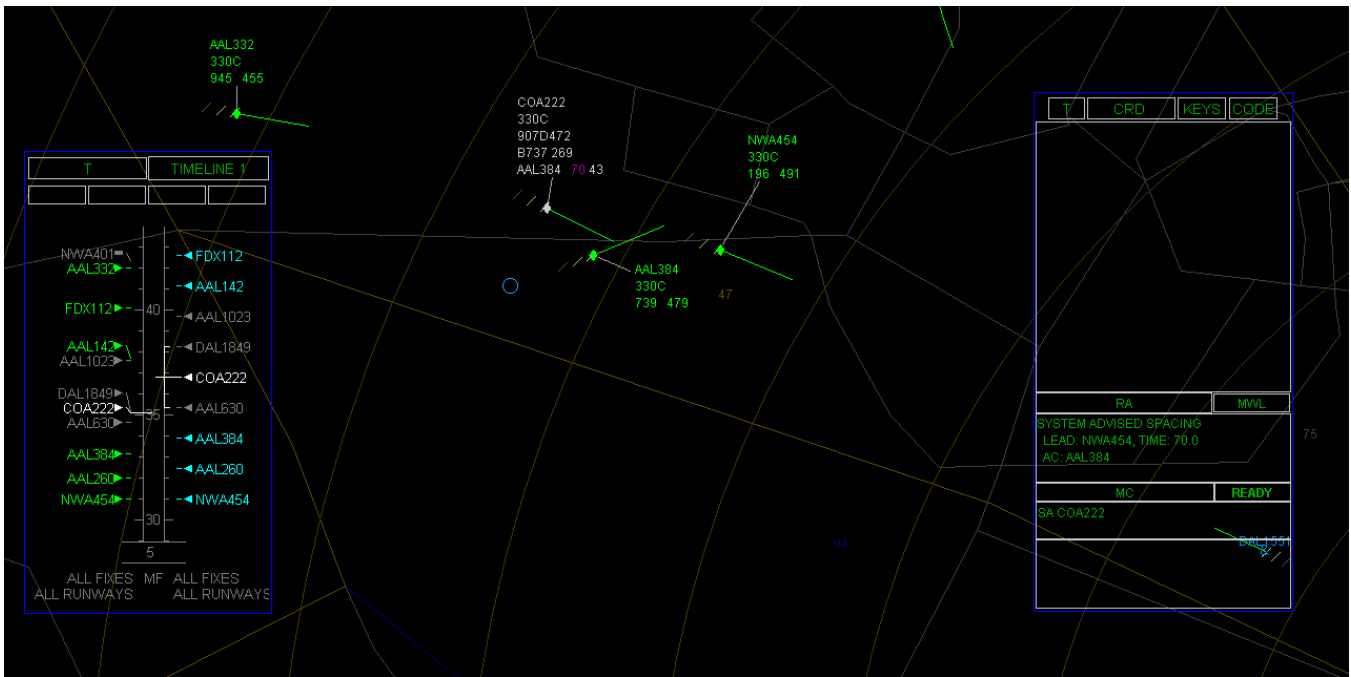 AAL332
330C
945 455
COA222
330C
907D472
B737 269
AAL384 70 43
NWA454
330C
196 491
AAL384
330C
739 479
47
94
75
T TIMELINE 1
NWA401
AAL332
FDX112
AAL142
AAL1023
DAL1849
COA222
AAL630
AAL384
AAL260
NWA454
40
35
30
5
FDX112
AAL142
AAL1023
DAL1849
COA222
AAL630
AAL384
AAL260
NWA454
ALL FIXES MF ALL FIXES
ALL RUNWAYS ALL RUNWAYS
T CRD KEYS CODE
RA MWL
SYSTEM ADVISED SPACING
LEAD: NWA454, TIME: 70.0
AC: AAL384
MC READY
SA COA222
DAL1551